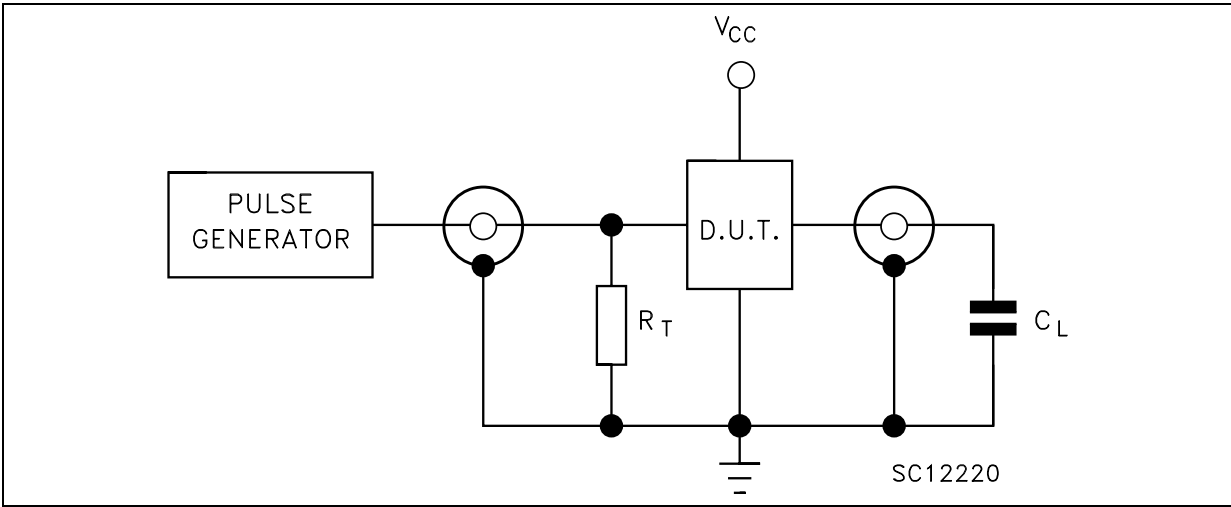 VCC
PULSE
GENERATOR
D.U.T.
RT
CL
SC12220